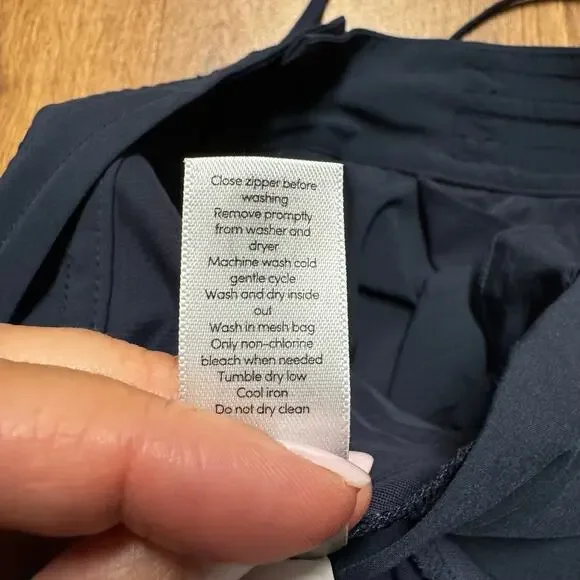 Close zipper before
washing
Remove promptly
from washer and
dryer
Machine wash cold
gentle cycle
Wash and dry inside
out
Wash in mesh bag
Only non-chlorine
bleach when needed
Tumble dry low
Cool iron
Do not dry clean